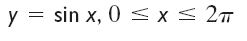 y = sin x, 0 ≤ x ≤ 2π